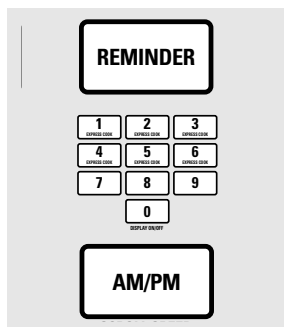 REMINDER
1 2 3
EXPRESS COOK EXPRESS COOK EXPRESS COOK
4 5 6
EXPRESS COOK EXPRESS COOK EXPRESS COOK
7 8 9
0
DISPLAY ON/OFF
AM/PM